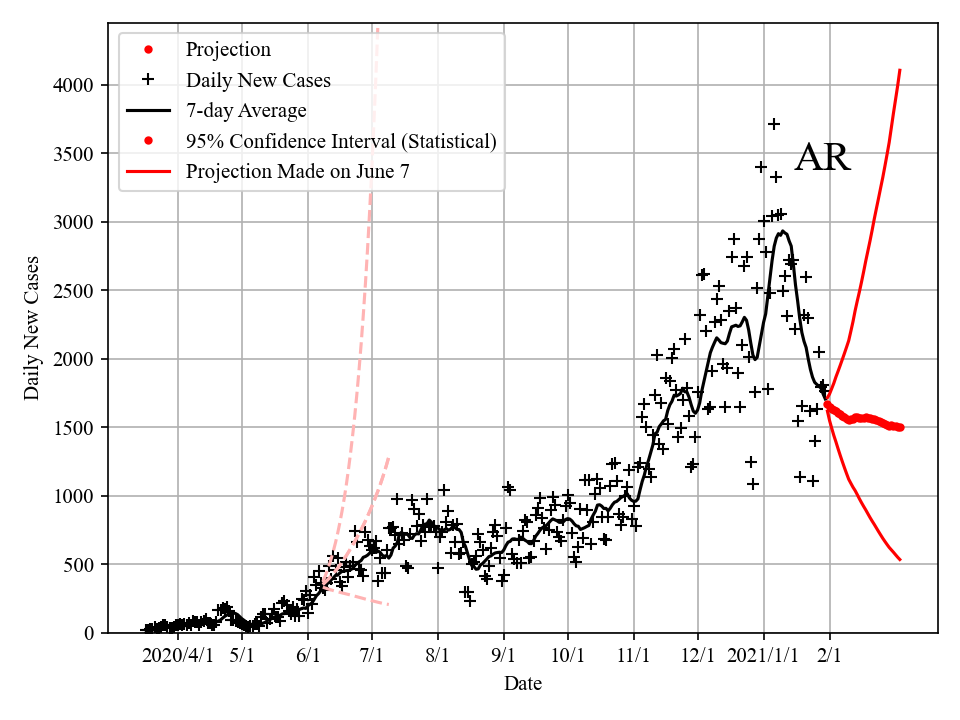 Projection
Daily New Cases
7-day Average
95% Confidence Interval (Statistical)
Projection Made on June 7
AR
4000
3500
3000
2500
2000
1500
1000
500
0
Daily New Cases
2020/4/1 5/1 6/1 7/1 8/1 9/1 10/1 11/1 12/1 2021/1/1 2/1
Date